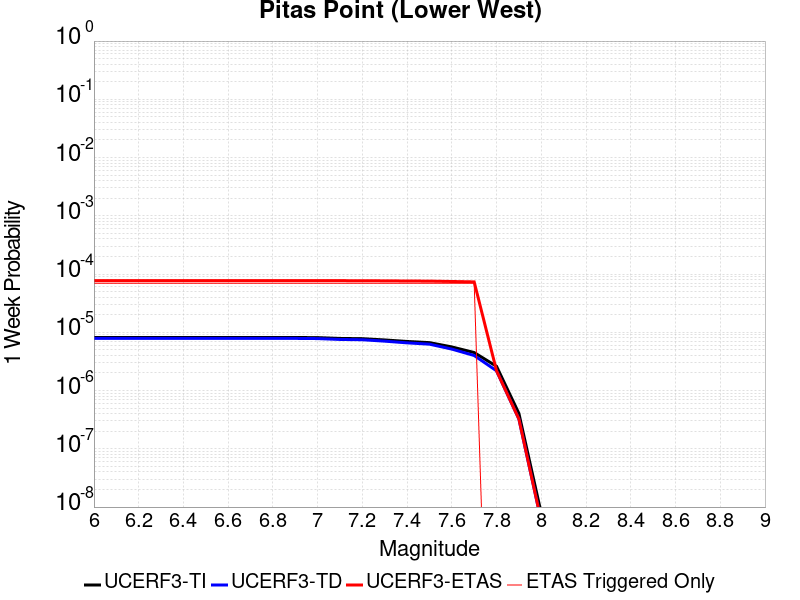 Pitas Point (Lower West)
10^0
10^-1
10^-2
10^-3
10^-4
10^-5
10^-6
10^-7
10^-8
1 Week Probability
6 6.2 6.4 6.6 6.8 7 7.2 7.4 7.6 7.8 8 8.2 8.4 8.6 8.8 9
Magnitude
UCERF3-TI UCERF3-TD UCERF3-ETAS ETAS Triggered Only